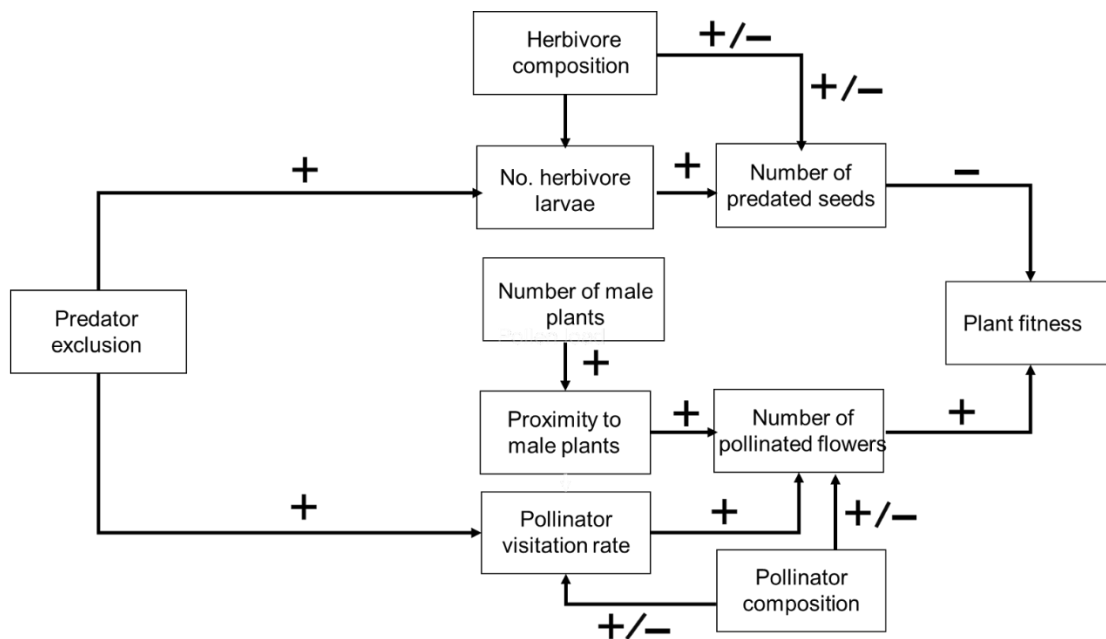 Herbivore
composition
+/−
+/−
+
No. herbivore
larvae
+
Number of
predated seeds
−
Number of male
plants
Predator
exclusion
Plant fitness
+
Proximity to
male plants
+
Number of
pollinated flowers
+
+
Pollinator
visitation rate
+
+/−
Pollinator
composition
+/−